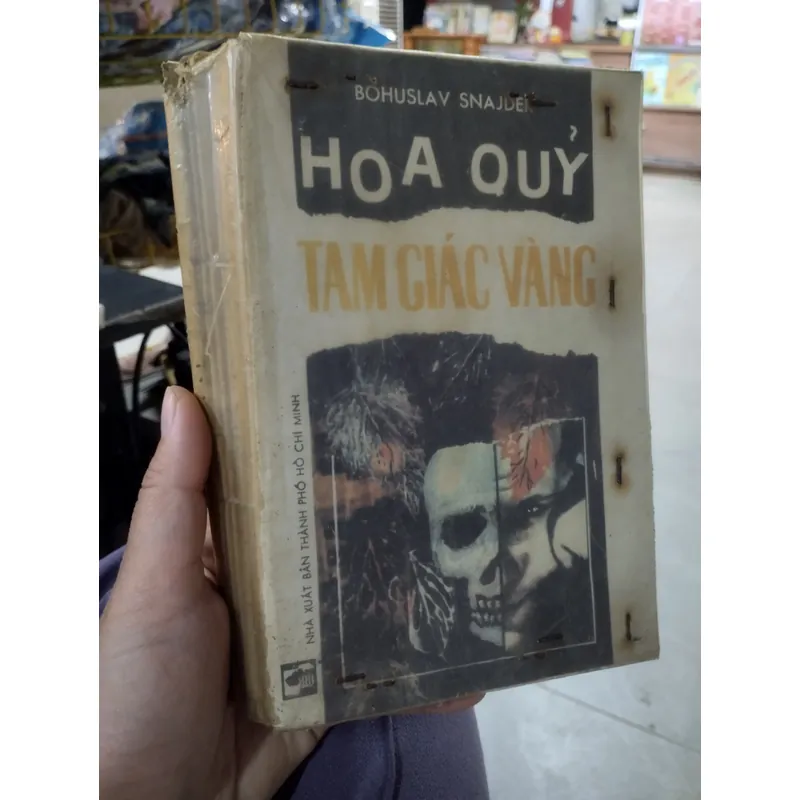 BOHUSLAV SNAJDER
HOA QUỶ
TAM GIÁC VÀNG
NHÀ XUẤT BẢN THÀNH PHỐ HỒ CHÍ MINH